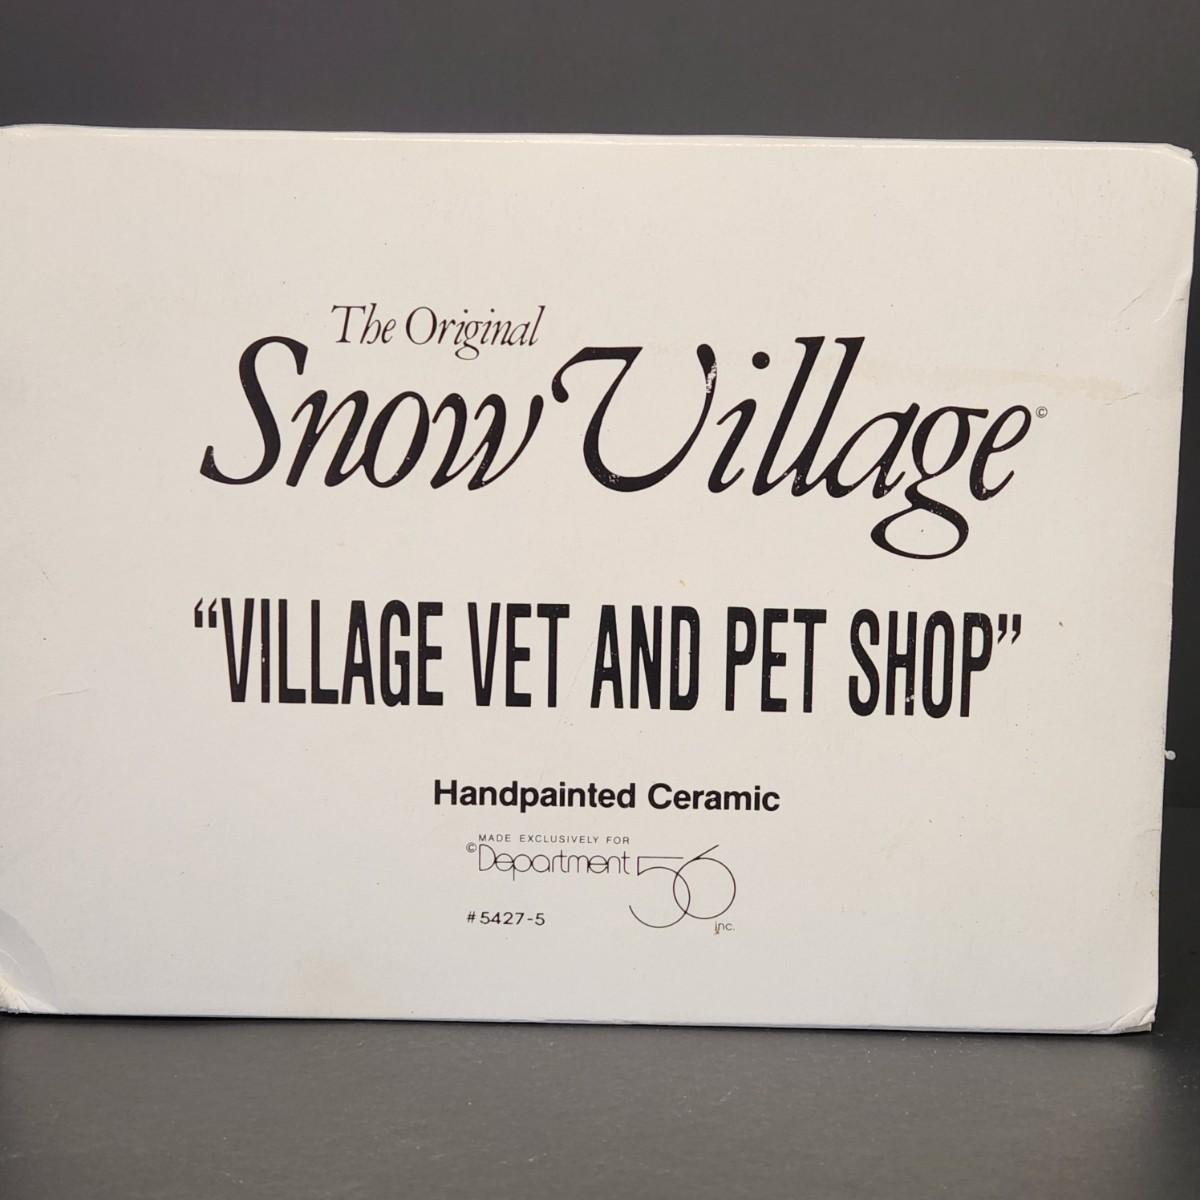 The Original
Snow Village©
“VILLAGE VET AND PET SHOP”
Handpainted Ceramic
MADE EXCLUSIVELY FOR
©Department 56
inc.
#5427-5